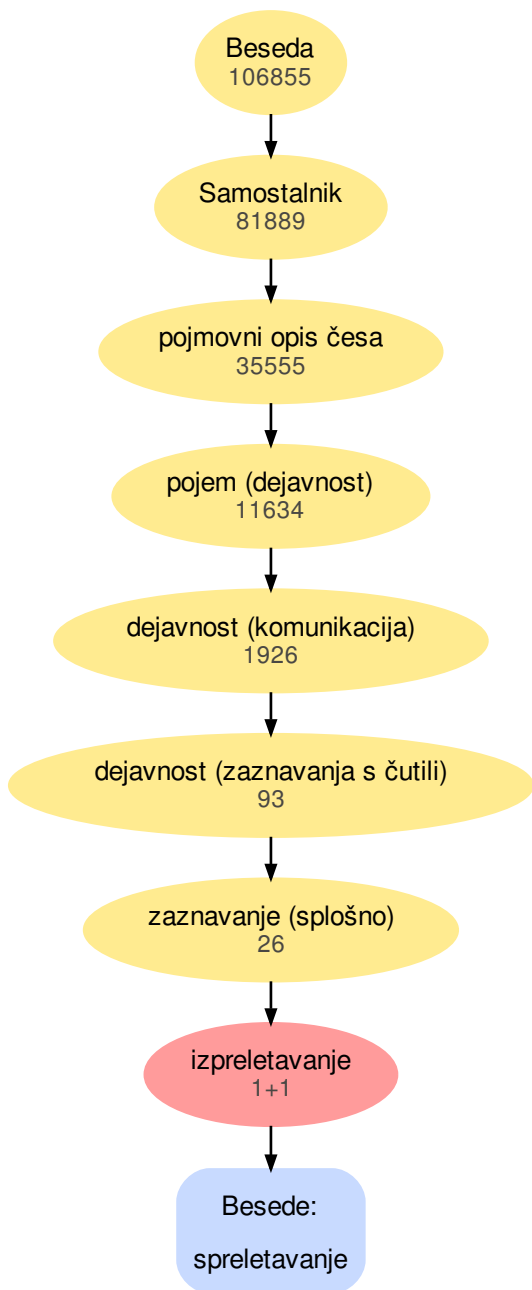 Beseda
106855
Samostalnik
81889
pojmovni opis česa
35555
pojem (dejavnost)
11634
dejavnost (komunikacija)
1926
dejavnost (zaznavanja s čutili)
93
zaznavanje (splošno)
26
izpreletavanje
1+1
Besede:
spreletavanje